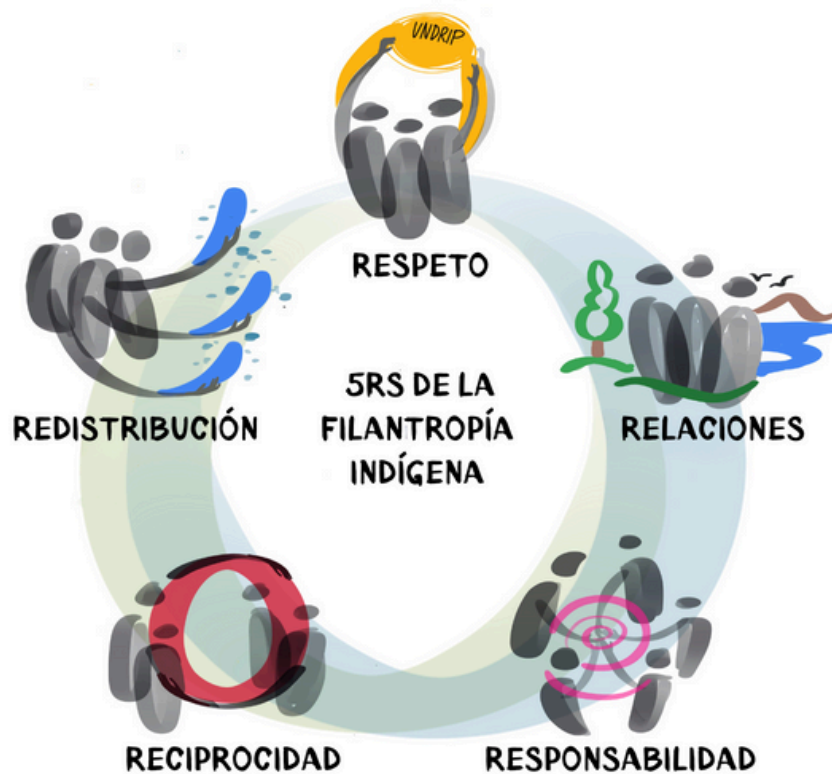 UNDRIP
RESPETO
RELACIONES
REDISTRIBUCIÓN
5RS DE LA
FILANTROPÍA
INDÍGENA
RECIPROCIDAD
RESPONSABILIDAD